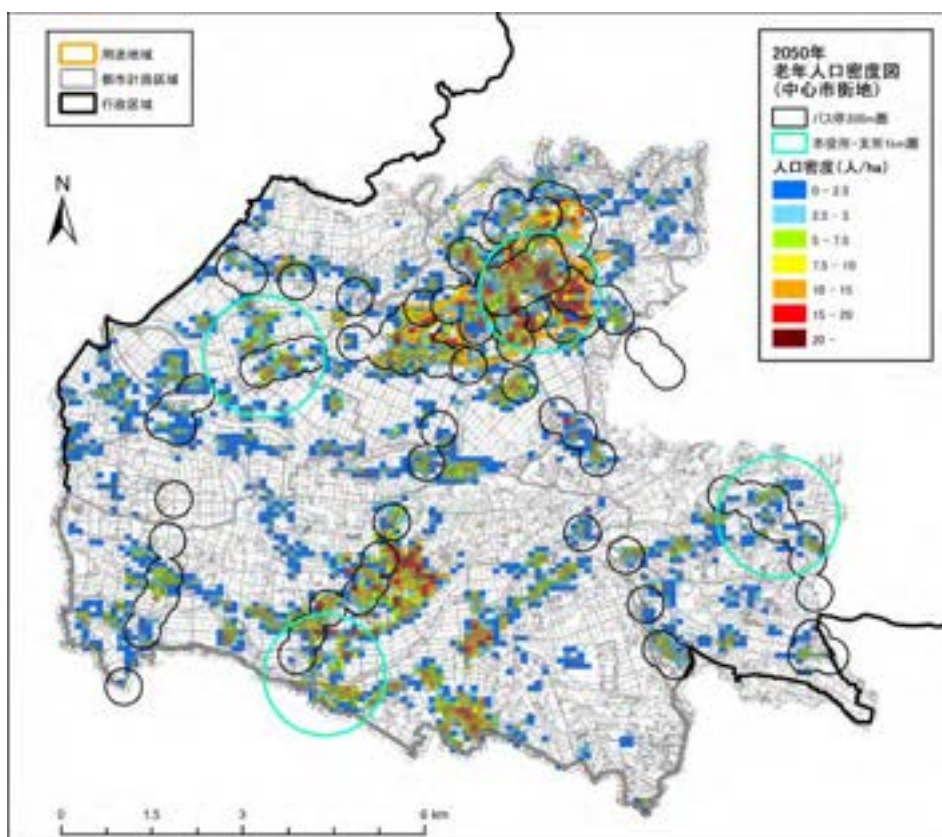 用途地域
都市計画区域
行政区域
N
2050年
老年人口密度図
(中心市街地)
バス停300m圏
市役所・支所1km圏
人口密度(人/ha)
0 - 2.5
2.5 - 5
5 - 7.5
7.5 - 10
10 - 15
15 - 20
20 -
0 1.5 3 6 km